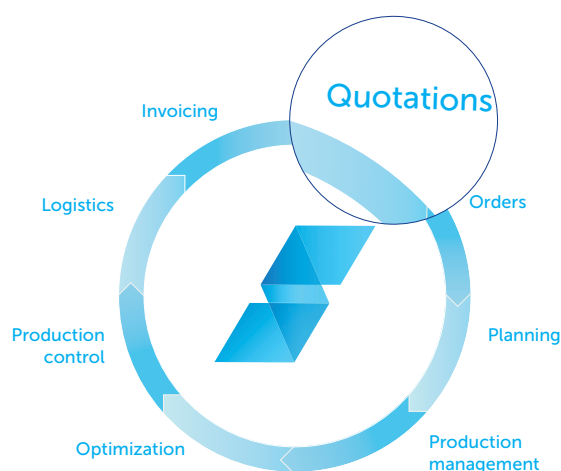 Quotations
Orders
Planning
Production
management
Optimization
Production
control
Logistics
Invoicing